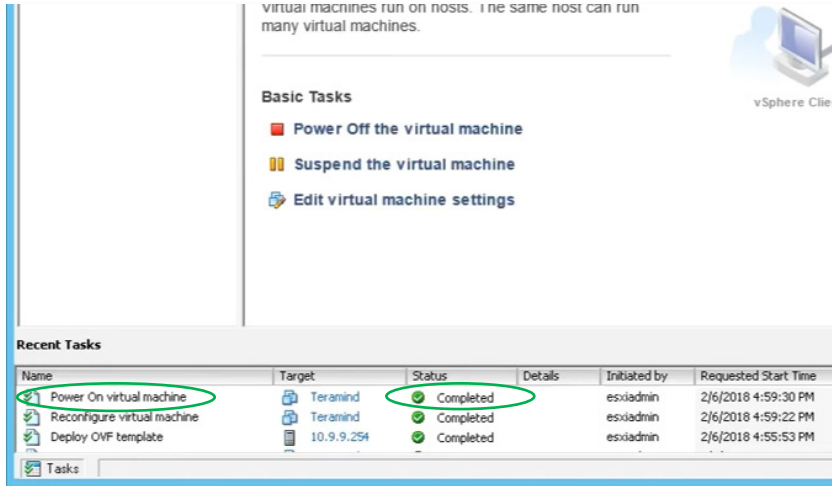 virtual machines run on hosts. The same host can run
many virtual machines.
vSphere Clie
Basic Tasks
Power Off the virtual machine
Suspend the virtual machine
Edit virtual machine settings
Recent Tasks
Name Target Status Details Initiated by Requested Start Time
Power On virtual machine Teramind Completed esxiadmin 2/6/2018 4:59:30 PM
Reconfigure virtual machine Teramind Completed esxiadmin 2/6/2018 4:59:22 PM
Deploy OVF template 10.9.9.254 Completed esxiadmin 2/6/2018 4:55:53 PM
Tasks